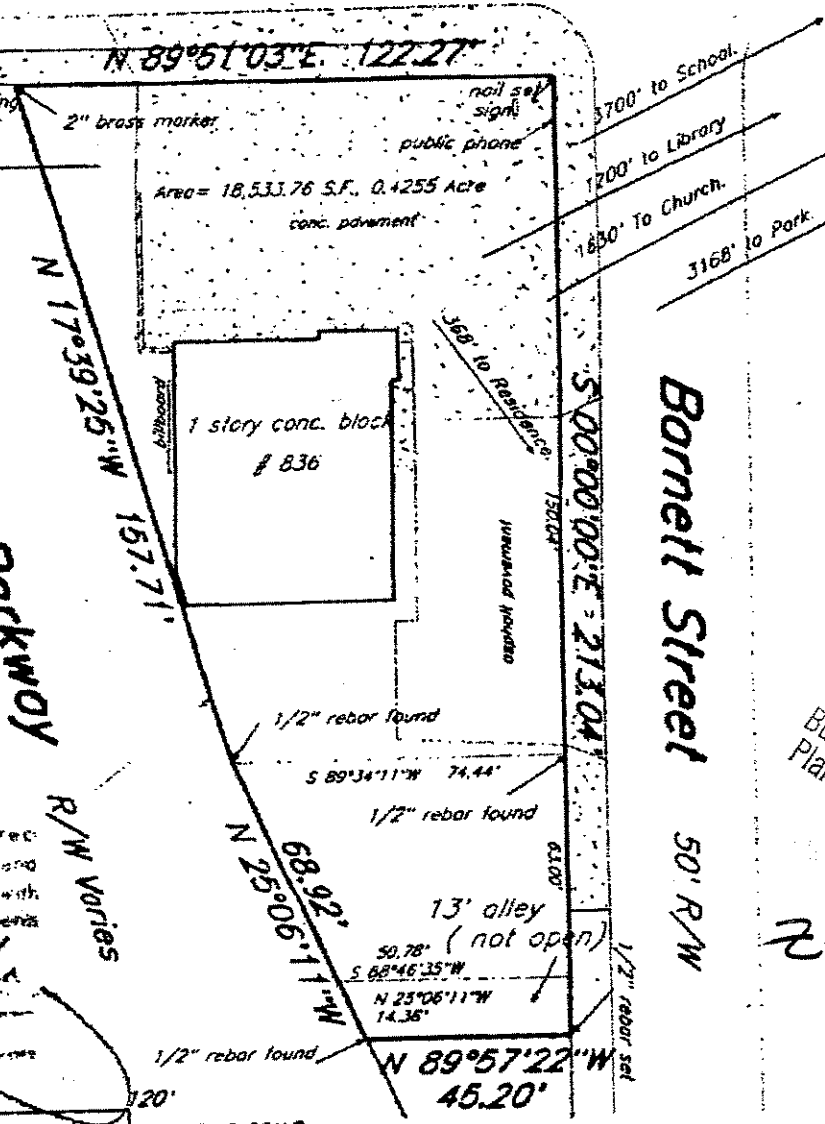 N 89°51'03"E 122.27'
nail set
sign
2" brass marker
public phone
3700' to School.
1200' to Library
Area= 18,533.76 S.F., 0.4255 Acre
conc. pavement
1830' To Church.
3168' to Park.
N 17°39'26"W 157.71'
368' to Residence.
billboard
1 story conc. block
# 836
150.04'
S 00°00'00"E - 213.04'
asphalt pavement
Barnett Street 50' R/W
Parkway
R/W Varies
1/2" rebar found
S 89°34'11"W 74.44'
1/2" rebar found
N 25°06'11"W
68.92'
63.00'
13' alley
( not open)
50.78'
S 88°46'35"W
N 25°06'11"W
14.36'
1/2" rebar set
1/2" rebar found
N 89°57'22"W
45.20'
120'